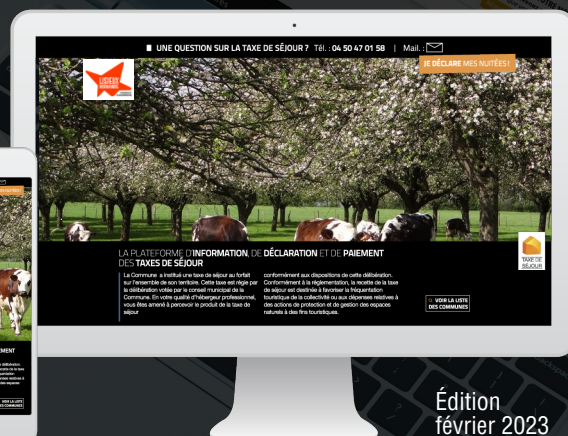 UNE QUESTION SUR LA TAXE DE SÉJOUR ? Tél. : 04 50 47 01 58 | Mail. :
JE DÉCLARE MES NUITÉES !
LISIEUX
LA PLATEFORME D'INFORMATION, DE DÉCLARATION ET DE PAIEMENT
DES TAXES DE SÉJOUR
La Commune a institué une taxe de séjour au forfait
sur l'ensemble de son territoire. Cette taxe est régie par
la délibération votée par le conseil municipal de la
Commune. En votre qualité d'hébergeur professionnel,
vous êtes amené à percevoir le produit de la taxe de
séjour
conformément aux dispositions de cette délibération.
Conformément à la réglementation, la recette de la taxe
de séjour est destinée à favoriser la fréquentation
touristique de la collectivité ou aux dépenses relatives à
des actions de protection et de gestion des espaces
naturels à des fins touristiques.
TAXE DE
SÉJOUR
VOIR LA LISTE
DES COMMUNES
VOIR LA LISTE
DES COMMUNES
Édition
février 2023